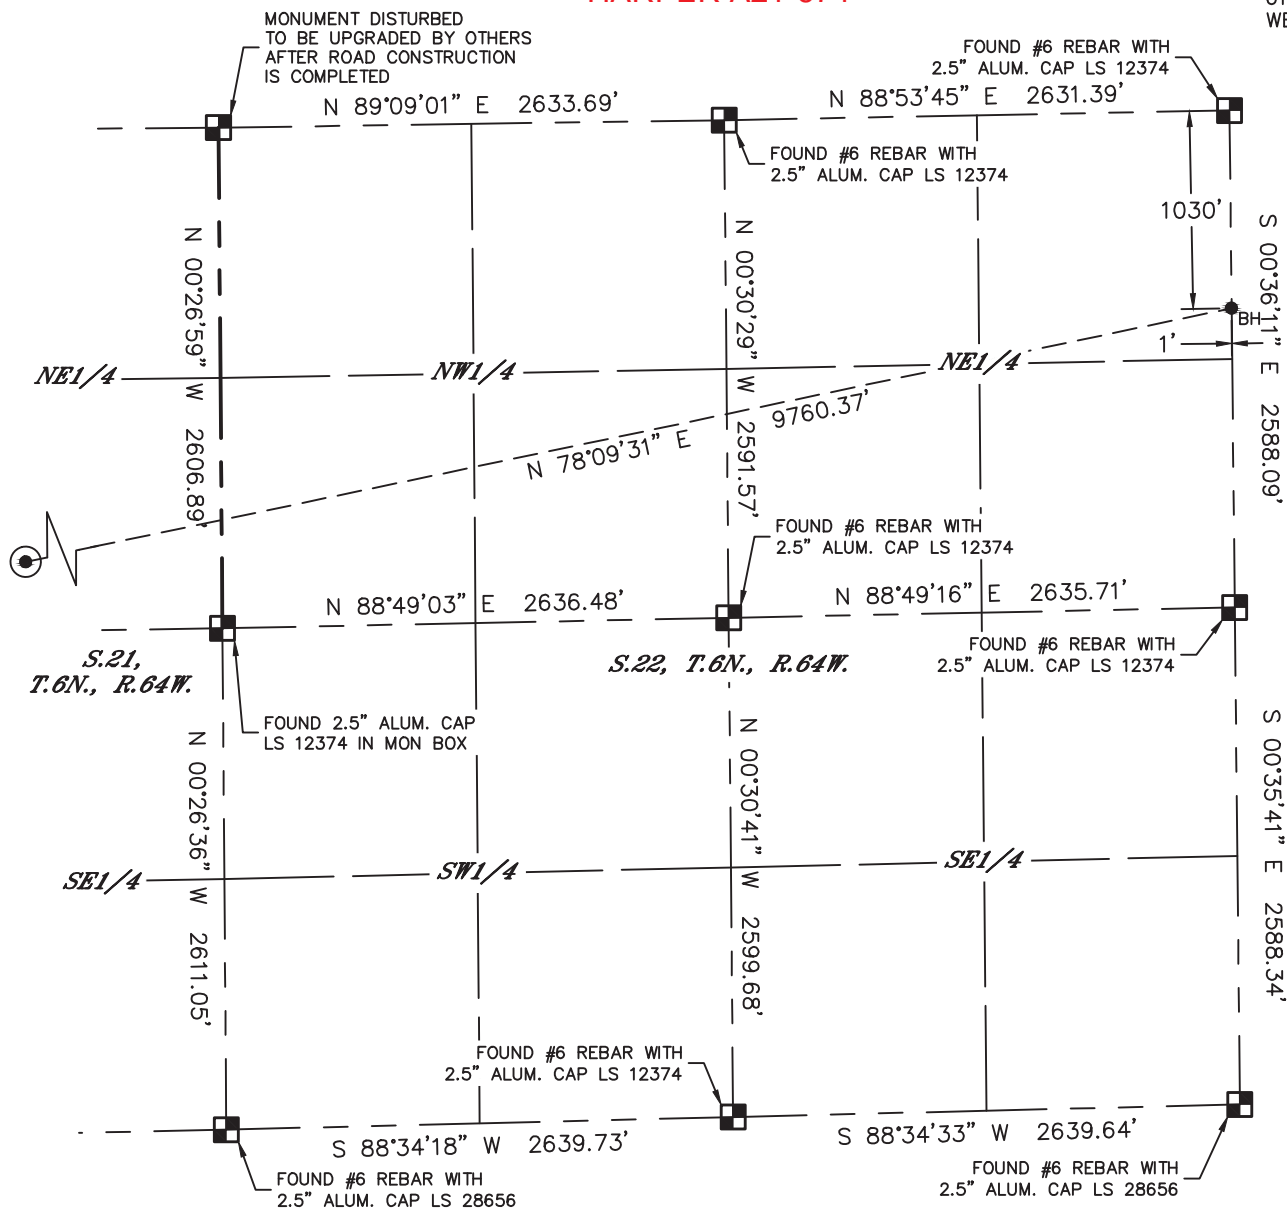 MONUMENT DISTURBED
TO BE UPGRADED BY OTHERS
AFTER ROAD CONSTRUCTION
IS COMPLETED
FOUND #6 REBAR WITH
2.5" ALUM. CAP LS 12374
N 89°09'01" E 2633.69'
N 88°53'45" E 2631.39'
FOUND #6 REBAR WITH
2.5" ALUM. CAP LS 12374
1030'
N 00°26'59" W 2606.89'
N 00°30'29" W 2591.57'
S 00°36'11" E 2588.09'
BH
1'
NE1/4
NW1/4
NE1/4
N 78°09'31" E 9760.37'
FOUND #6 REBAR WITH
2.5" ALUM. CAP LS 12374
N 88°49'03" E 2636.48'
N 88°49'16" E 2635.71'
FOUND #6 REBAR WITH
2.5" ALUM. CAP LS 12374
S.21,
T.6N., R.64W.
S.22, T.6N., R.64W.
FOUND 2.5" ALUM. CAP
LS 12374 IN MON BOX
N 00°26'36" W 2611.05'
N 00°30'41" W 2599.68'
S 00°35'41" E 2588.34'
SE1/4
SW1/4
SE1/4
FOUND #6 REBAR WITH
2.5" ALUM. CAP LS 12374
S 88°34'18" W 2639.73'
S 88°34'33" W 2639.64'
FOUND #6 REBAR WITH
2.5" ALUM. CAP LS 28656
FOUND #6 REBAR WITH
2.5" ALUM. CAP LS 28656